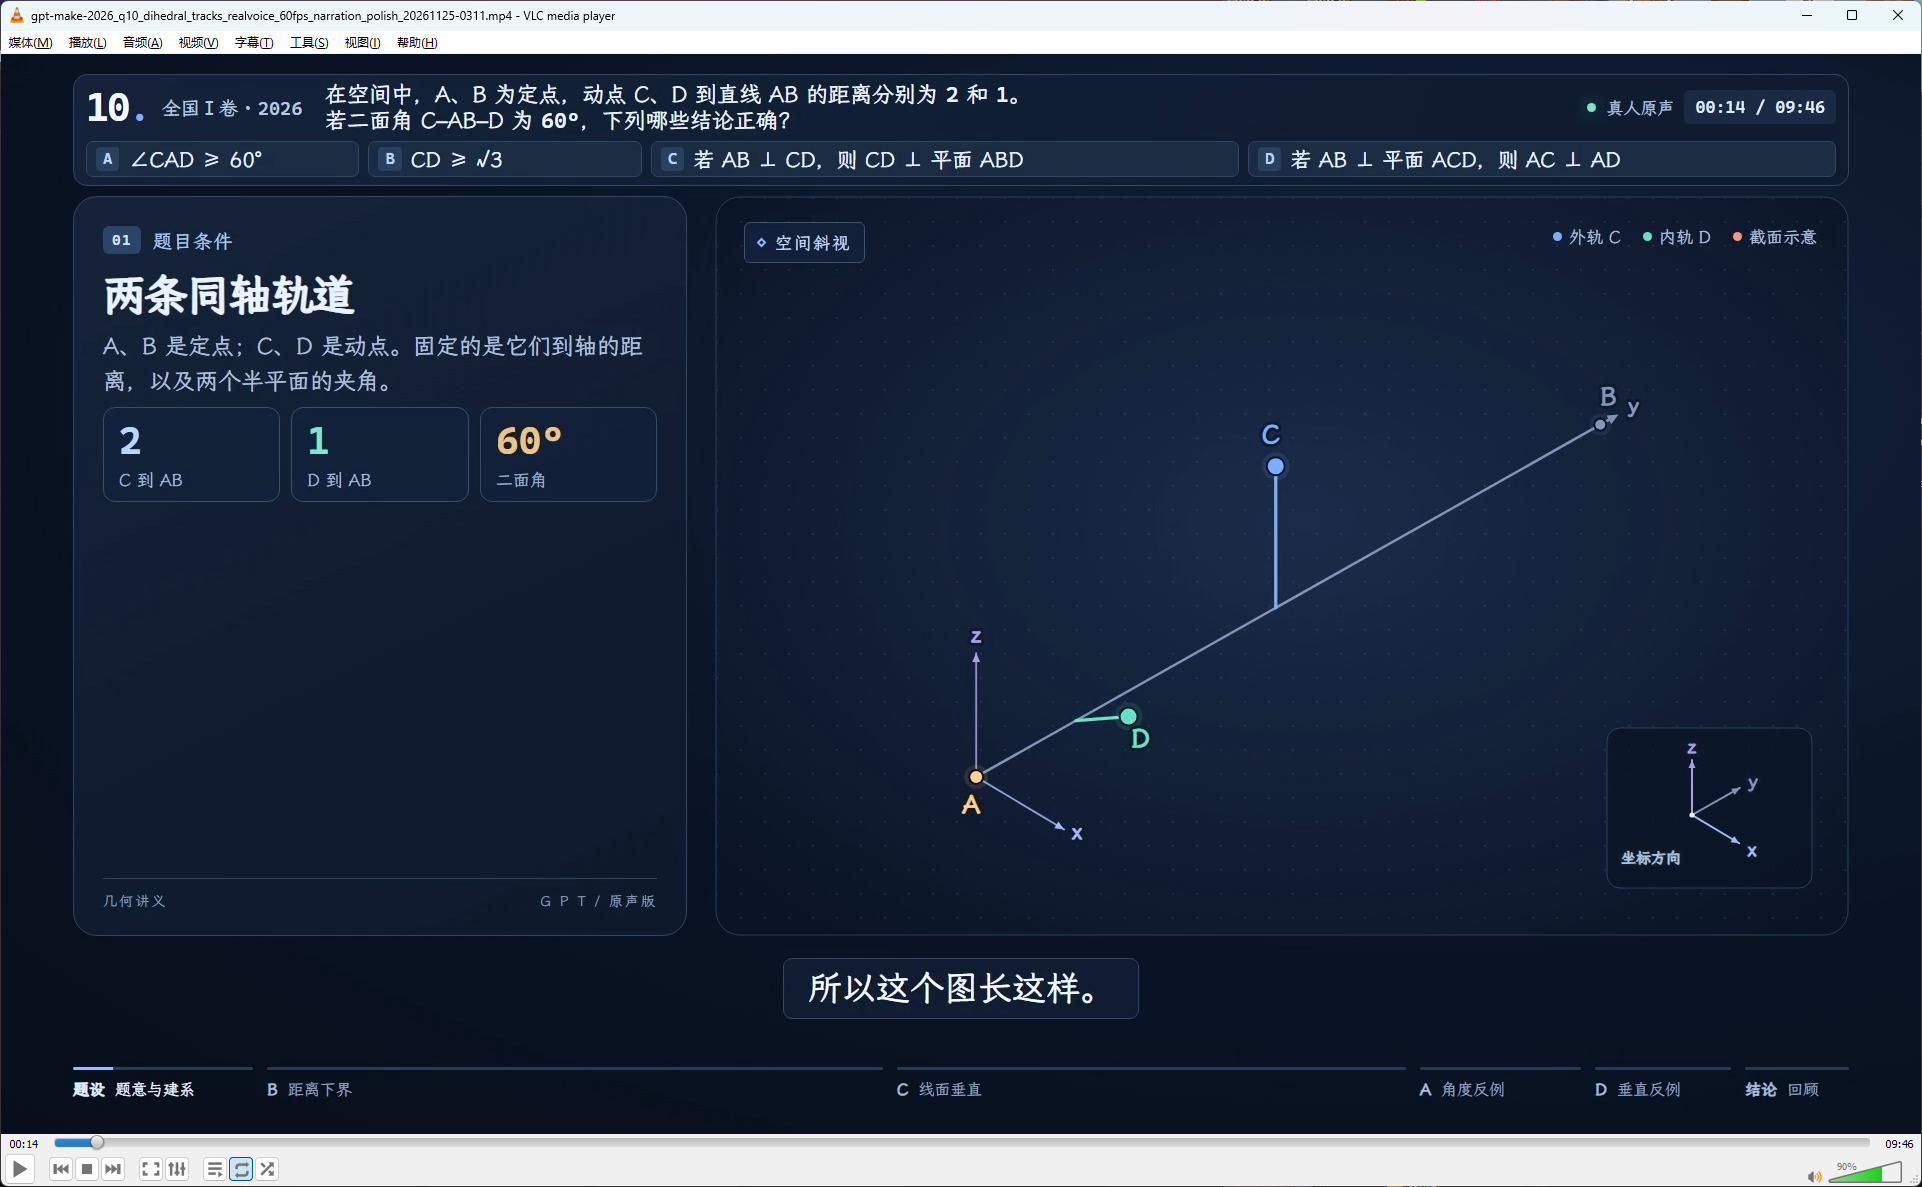 gpt-make-2026_q10_dihedral_tracks_realvoice_60fps_narration_polish_20261125-0311.mp4 - VLC media player
媒体(M) 播放(L) 音频(A) 视频(V) 字幕(T) 工具(S) 视图(I) 帮助(H)
10. 全国 I 卷·2026
在空间中，A、B 为定点，动点 C、D 到直线 AB 的距离分别为 2 和 1。
若二面角 C—AB—D 为 60°，下列哪些结论正确？
真人原声 00:14 / 09:46
A ∠CAD ≥ 60°
B CD ≥ √3
C 若 AB ⊥ CD，则 CD ⊥ 平面 ABD
D 若 AB ⊥ 平面 ACD，则 AC ⊥ AD
01 题目条件
两条同轴轨道
A、B 是定点；C、D 是动点。固定的是它们到轴的距
离，以及两个半平面的夹角。
2
C 到 AB
1
D 到 AB
60°
二面角
几何讲义
GPT/原声版
空间斜视
外轨 C 内轨 D 截面示意
B y
C
z
D
A
x
z
y
x
坐标方向
所以这个图长这样。
题设 题意与建系
B 距离下界
C 线面垂直
A 角度反例
D 垂直反例
结论 回顾
00:14
09:46
90%